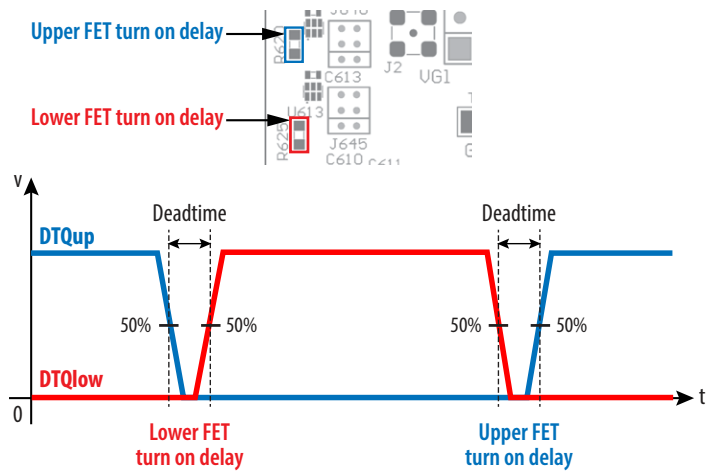 J640
Upper FET turn on delay
R620
J2
VG1
C613
Lower FET turn on delay
U613
R625
J645
C610
C611
V
Deadtime
Deadtime
DTQup
50%
50%
50%
50%
DTQlow
0
t
Lower FET
turn on delay
Upper FET
turn on delay